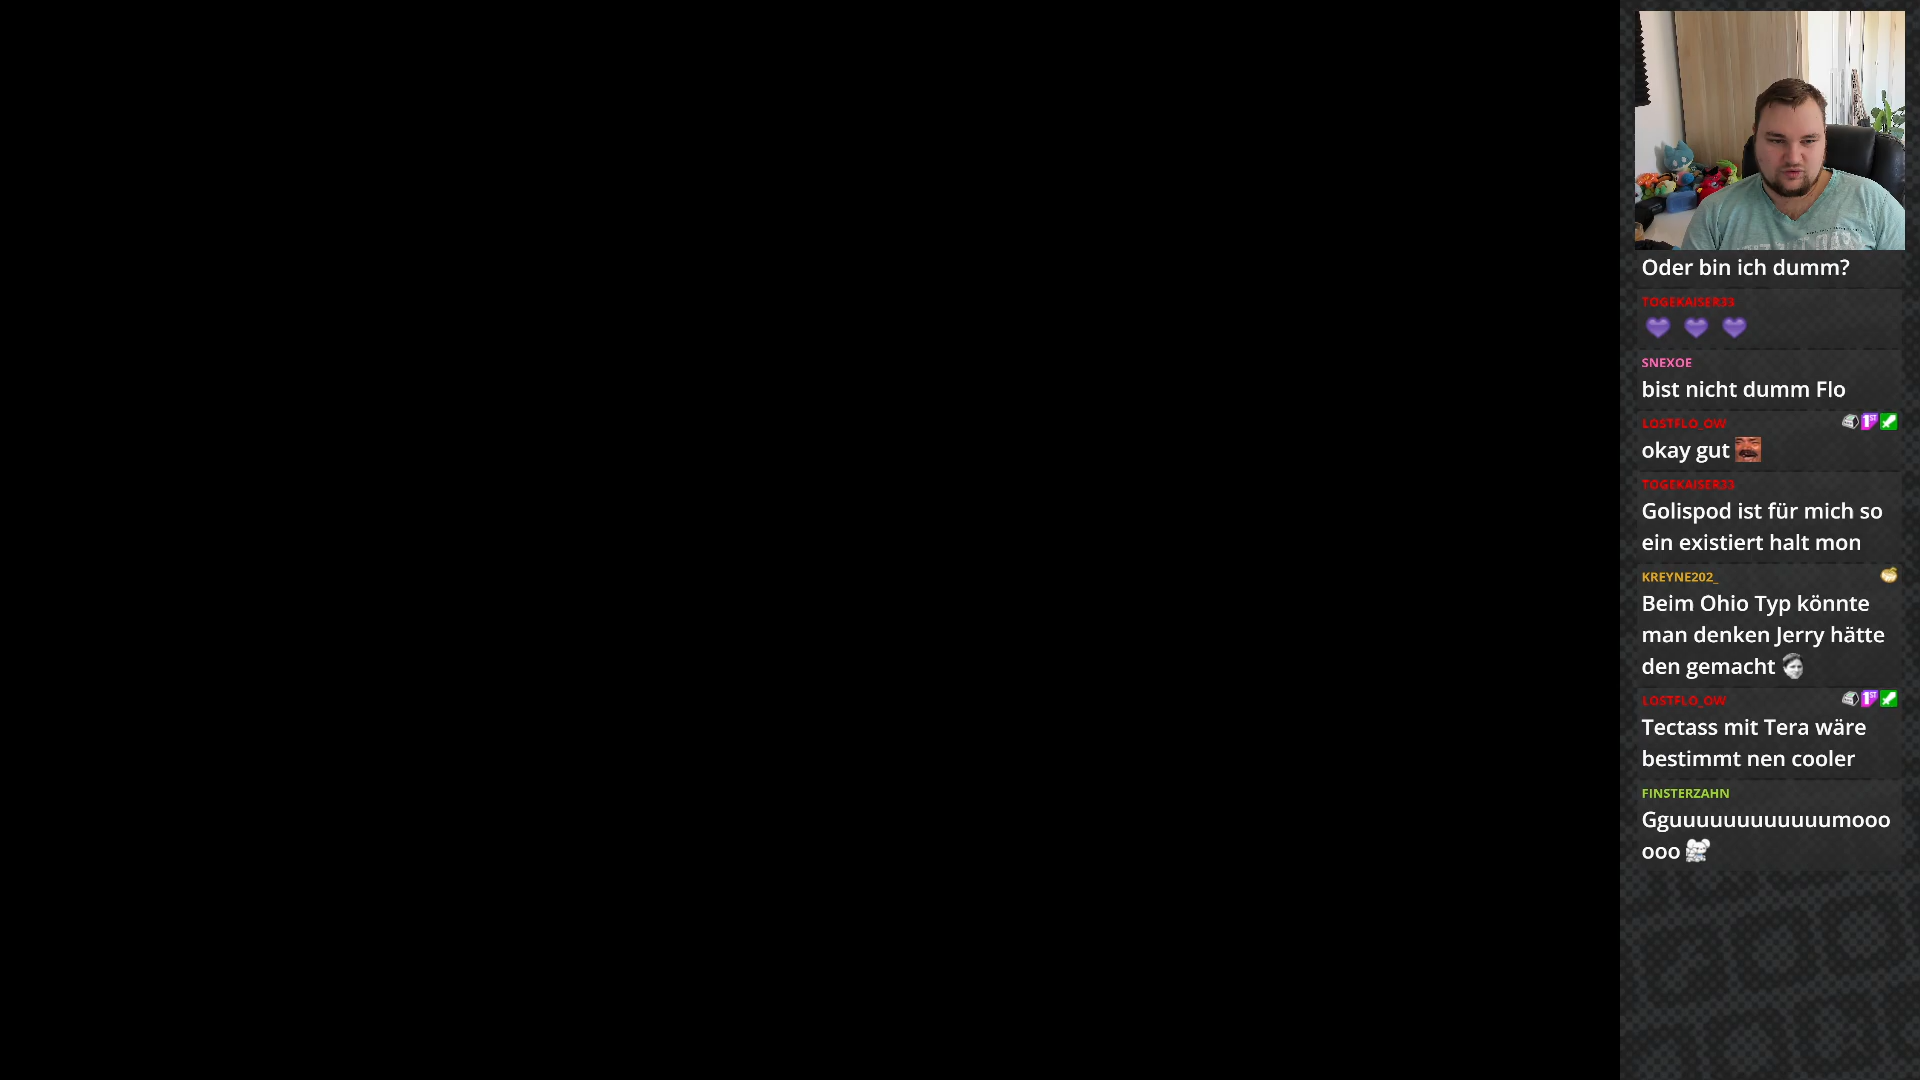 Oder bin ich dumm?
TOGEKAISER33
SNEXOE
bist nicht dumm Flo
LOSTFLO_OW
okay gut
TOGEKAISER33
Golispod ist für mich so
ein existiert halt mon
KREYNE202_
Beim Ohio Typ könnte
man denken Jerry hätte
den gemacht
LOSTFLO_OW
Tectass mit Tera wäre
bestimmt nen cooler
FINSTERZAHN
Gguuuuuuuuuuuumooo
ooo